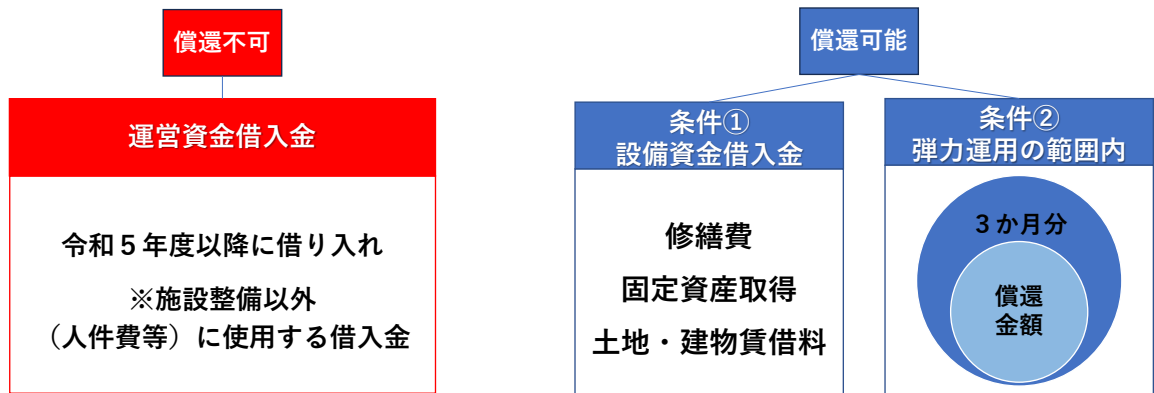 償還不可
運営資金借入金
令和５年度以降に借り入れ
※施設整備以外
（人件費等）に使用する借入金
償還可能
条件①
設備資金借入金
修繕費
固定資産取得
土地・建物賃借料
条件②
弾力運用の範囲内
３か月分
償還
金額